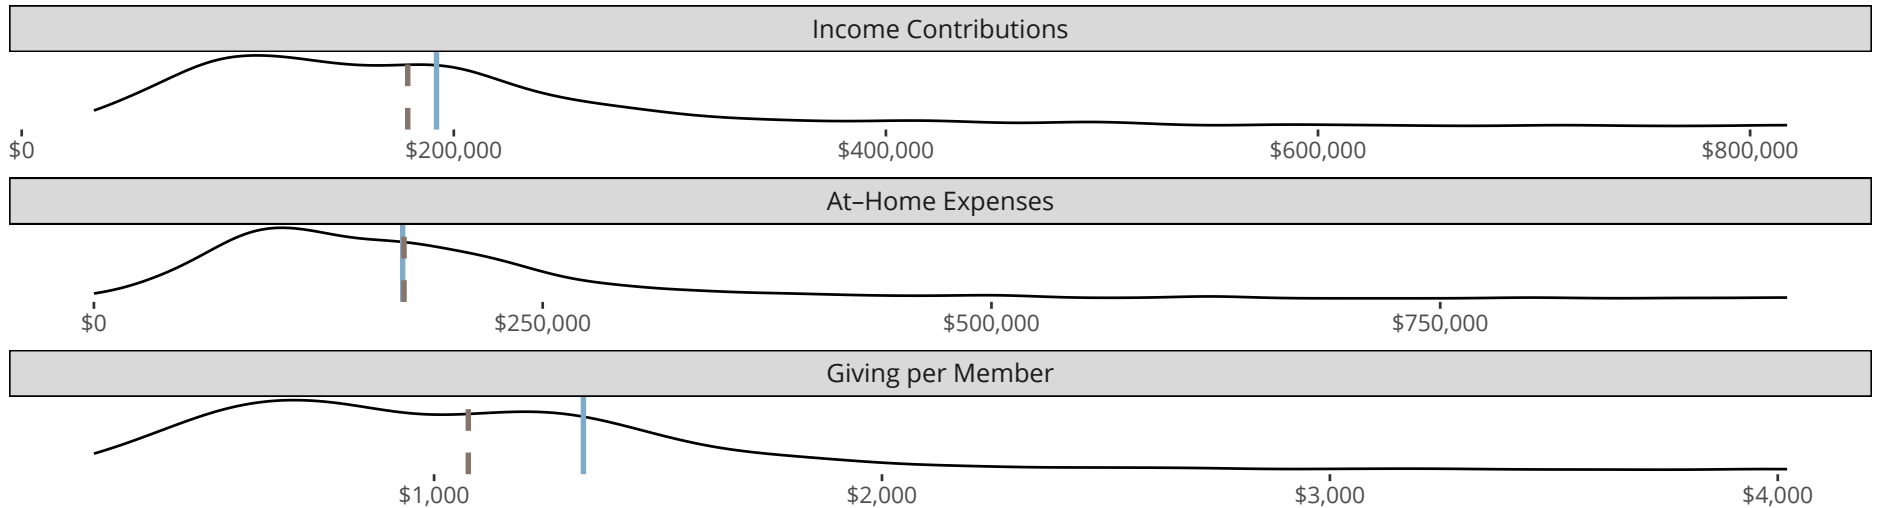 Income Contributions
$0 $200,000 $400,000 $600,000 $800,000
At–Home Expenses
$0 $250,000 $500,000 $750,000
Giving per Member
$1,000 $2,000 $3,000 $4,000